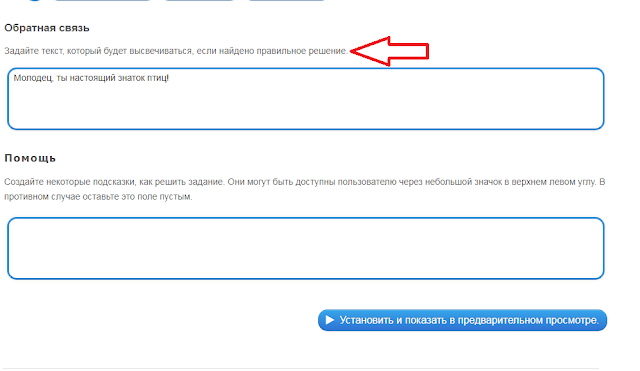 Обратная связь
Задайте текст, который будет высвечиваться, если найдено правильное решение.
Молодец, ты настоящий знаток птиц!
Помощь
Создайте некоторые подсказки, как решить задание. Они могут быть доступны пользователю через небольшой значок в верхнем левом углу. В
противном случае оставьте это поле пустым.
Установить и показать в предварительном просмотре.